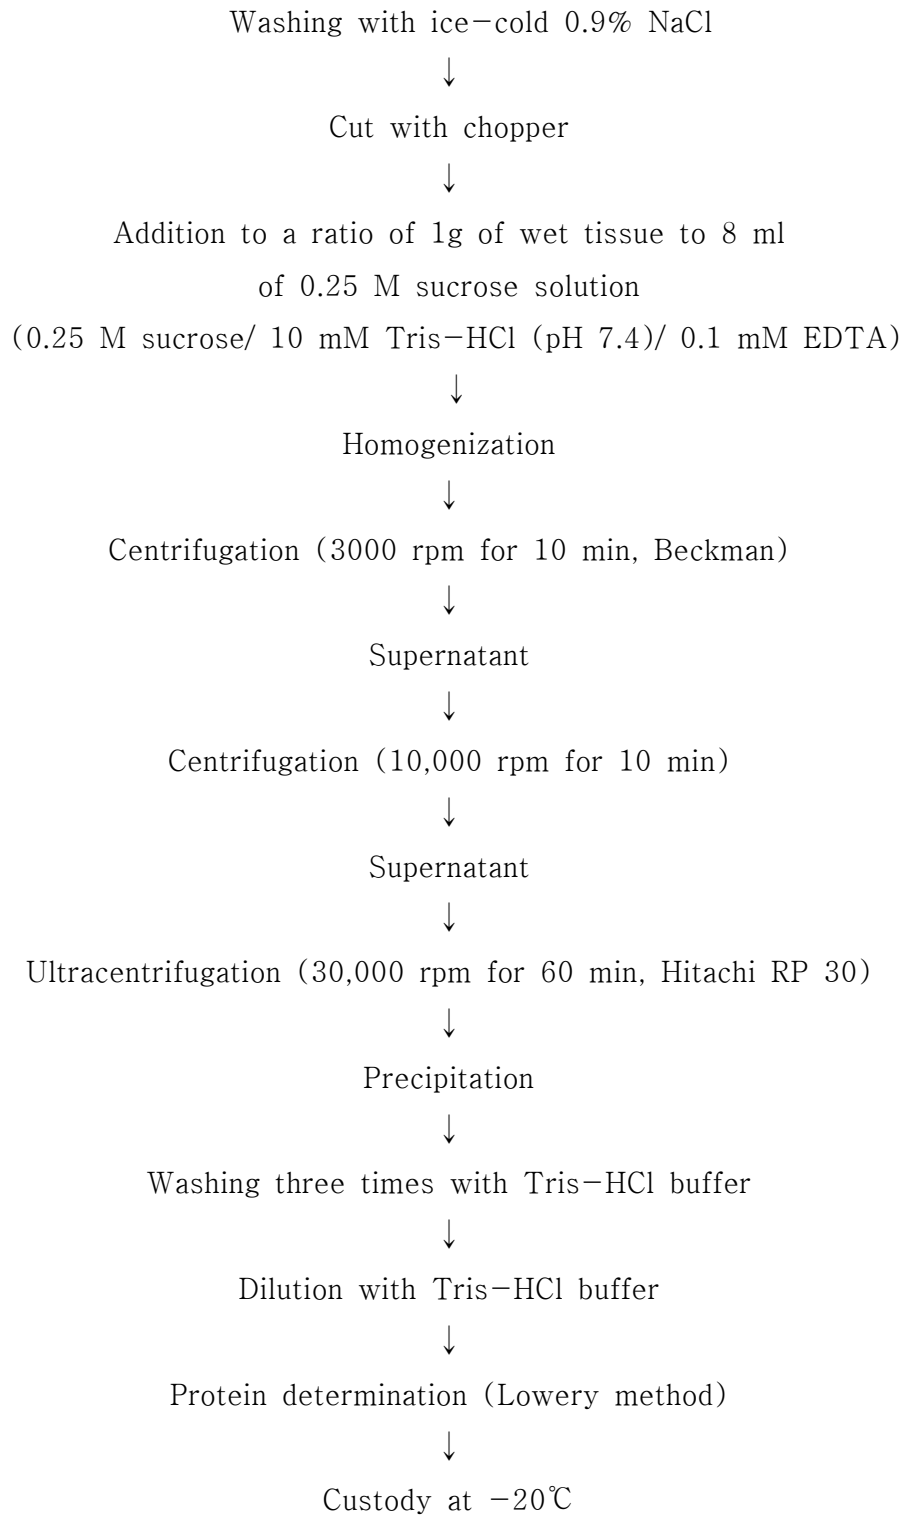 Washing with ice-cold 0.9% NaCl
↓
Cut with chopper
↓
Addition to a ratio of 1g of wet tissue to 8 ml
of 0.25 M sucrose solution
(0.25 M sucrose/ 10 mM Tris-HCl (pH 7.4)/ 0.1 mM EDTA)
↓
Homogenization
↓
Centrifugation (3000 rpm for 10 min, Beckman)
↓
Supernatant
↓
Centrifugation (10,000 rpm for 10 min)
↓
Supernatant
↓
Ultracentrifugation (30,000 rpm for 60 min, Hitachi RP 30)
↓
Precipitation
↓
Washing three times with Tris-HCl buffer
↓
Dilution with Tris-HCl buffer
↓
Protein determination (Lowery method)
↓
Custody at -20℃